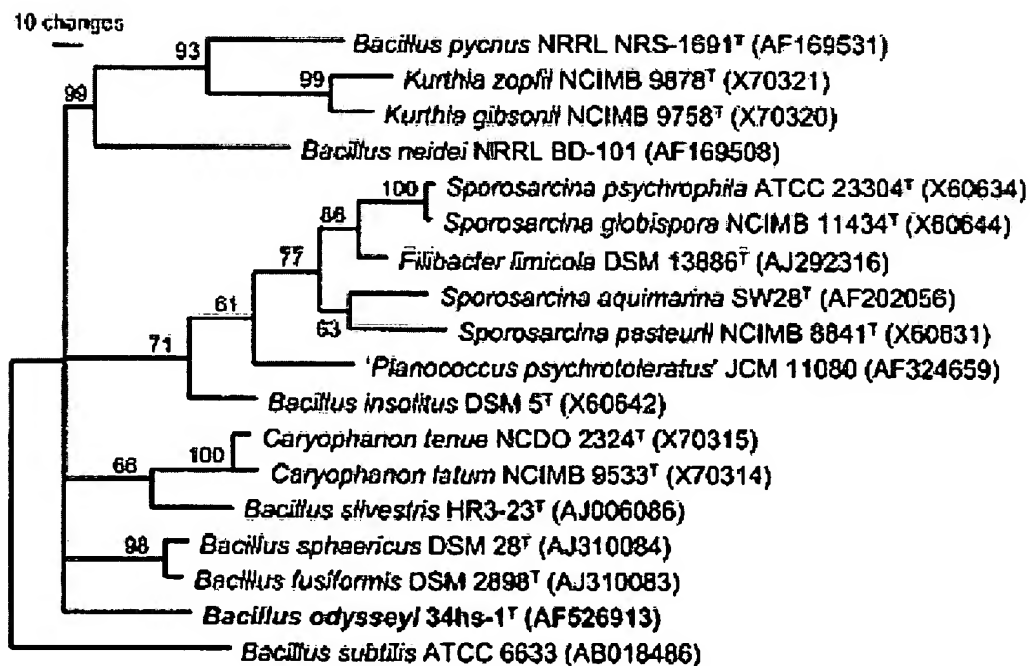 10 changes
93
Bacillus pycnus NRRL NRS-1691ᵀ (AF169531)
99
Kurthia zopfii NCIMB 9878ᵀ (X70321)
99
Kurthia gibsonii NCIMB 9758ᵀ (X70320)
Bacillus neidei NRRL BD-101 (AF169508)
100
Sporosarcina psychrophila ATCC 23304ᵀ (X60634)
86
Sporosarcina globispora NCIMB 11434ᵀ (X60644)
77
Filibacter limicola DSM 13886ᵀ (AJ292316)
Sporosarcina aquimarina SW28ᵀ (AF202056)
61
63
Sporosarcina pasteurii NCIMB 8841ᵀ (X60631)
71
'Planococcus psychrotoleratus' JCM 11080 (AF324659)
Bacillus insolitus DSM 5ᵀ (X60642)
Caryophanon tenue NCDO 2324ᵀ (X70315)
68
100
Caryophanon latum NCIMB 9533ᵀ (X70314)
Bacillus silvestris HR3-23ᵀ (AJ006086)
98
Bacillus sphaericus DSM 28ᵀ (AJ310084)
Bacillus fusiformis DSM 2898ᵀ (AJ310083)
Bacillus odysseyi 34hs-1ᵀ (AF526913)
Bacillus subtilis ATCC 6633 (AB018486)